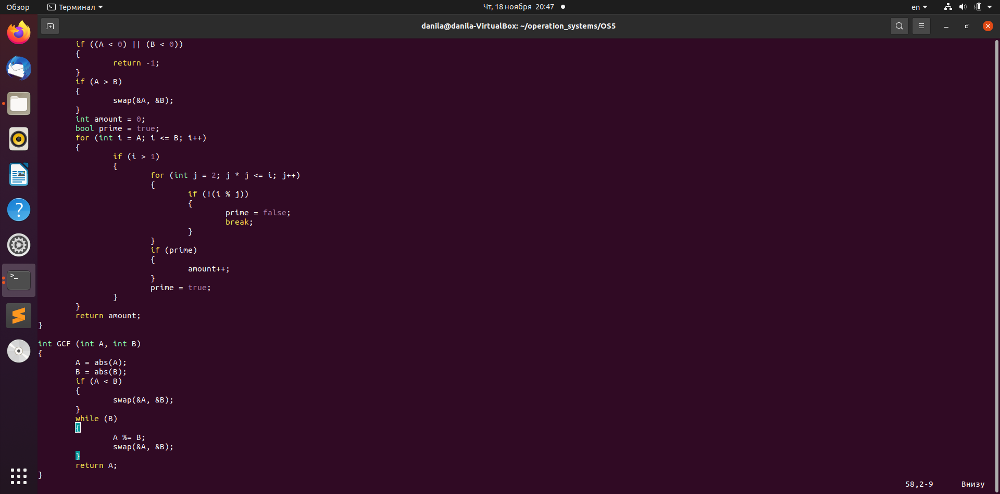 Обзор Терминал Чт, 18 ноября 20:47 en
danila@danila-VirtualBox: ~/operation_systems/OS5
        if ((A < 0) || (B < 0))
        {
                return -1;
        }
        if (A > B)
        {
                swap(&A, &B);
        }
        int amount = 0;
        bool prime = true;
        for (int i = A; i <= B; i++)
        {
                if (i > 1)
                {
                        for (int j = 2; j * j <= i; j++)
                        {
                                if (!(i % j))
                                {
                                        prime = false;
                                        break;
                                }
                        }
                        if (prime)
                        {
                                amount++;
                        }
                        prime = true;
                }
        }
        return amount;
}

int GCF (int A, int B)
{
        A = abs(A);
        B = abs(B);
        if (A < B)
        {
                swap(&A, &B);
        }
        while (B)
        {
                A %= B;
                swap(&A, &B);
        }
        return A;
}
58,2-9 Внизу